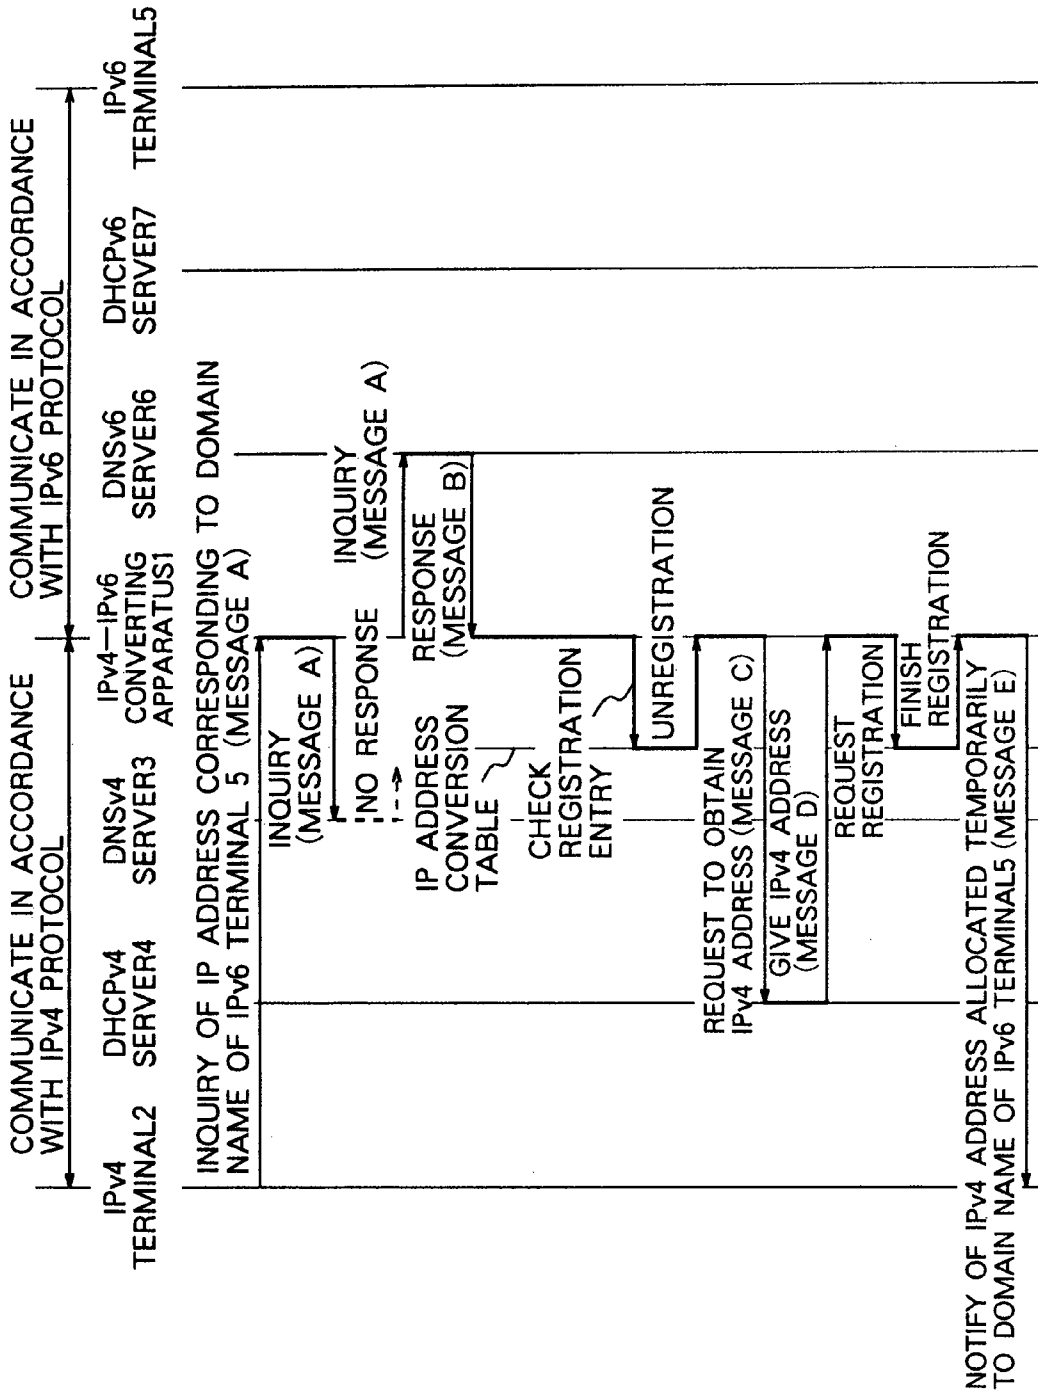 COMMUNICATE IN ACCORDANCE
WITH IPv4 PROTOCOL
COMMUNICATE IN ACCORDANCE
WITH IPv6 PROTOCOL
IPv4
TERMINAL2
DHCPv4
SERVER4
DNSv4
SERVER3
IPv4—IPv6
CONVERTING
APPARATUS1
DNSv6
SERVER6
DHCPv6
SERVER7
IPv6
TERMINAL5
INQUIRY OF IP ADDRESS CORRESPONDING TO DOMAIN
NAME OF IPv6 TERMINAL 5 (MESSAGE A)
INQUIRY
(MESSAGE A)
NO RESPONSE
INQUIRY
(MESSAGE A)
RESPONSE
(MESSAGE B)
IP ADDRESS
CONVERSION
TABLE
CHECK
REGISTRATION
ENTRY
UNREGISTRATION
REQUEST TO OBTAIN
IPv4 ADDRESS (MESSAGE C)
GIVE IPv4 ADDRESS
(MESSAGE D)
REQUEST
REGISTRATION
FINISH
REGISTRATION
NOTIFY OF IPv4 ADDRESS ALLOCATED TEMPORARILY
TO DOMAIN NAME OF IPv6 TERMINAL5 (MESSAGE E)